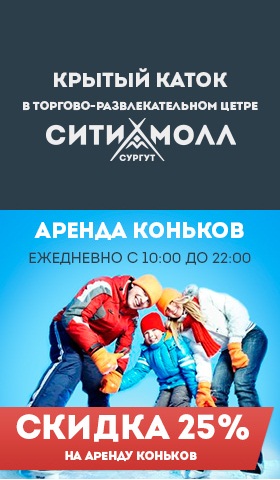 КРЫТЫЙ КАТОК
В ТОРГОВО-РАЗВЛЕКАТЕЛЬНОМ ЦЕТРЕ
СИТИ МОЛЛ
СУРГУТ
АРЕНДА КОНЬКОВ
ЕЖЕДНЕВНО С 10:00 ДО 22:00
СКИДКА 25%
НА АРЕНДУ КОНЬКОВ